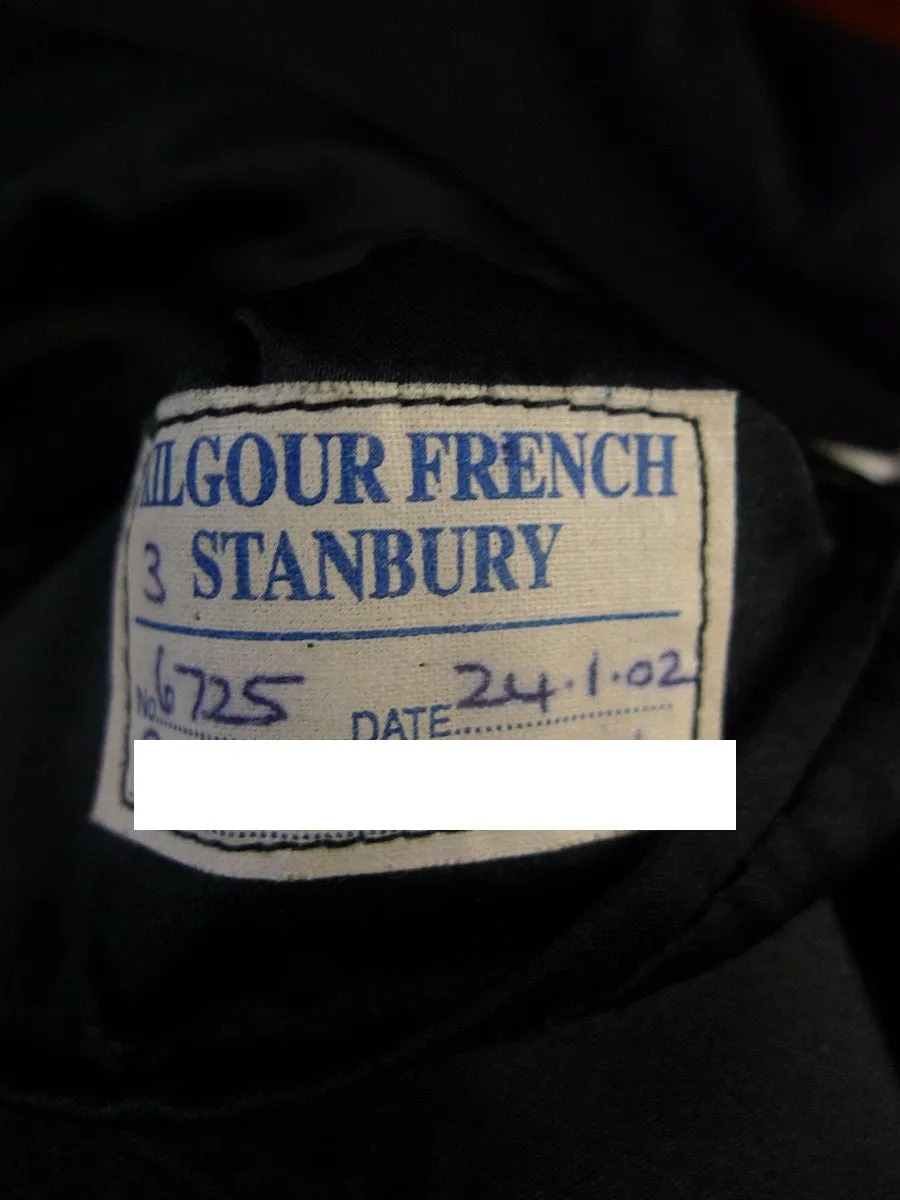 KILGOUR FRENCH
3 STANBURY
No 6725 DATE 24.1.02